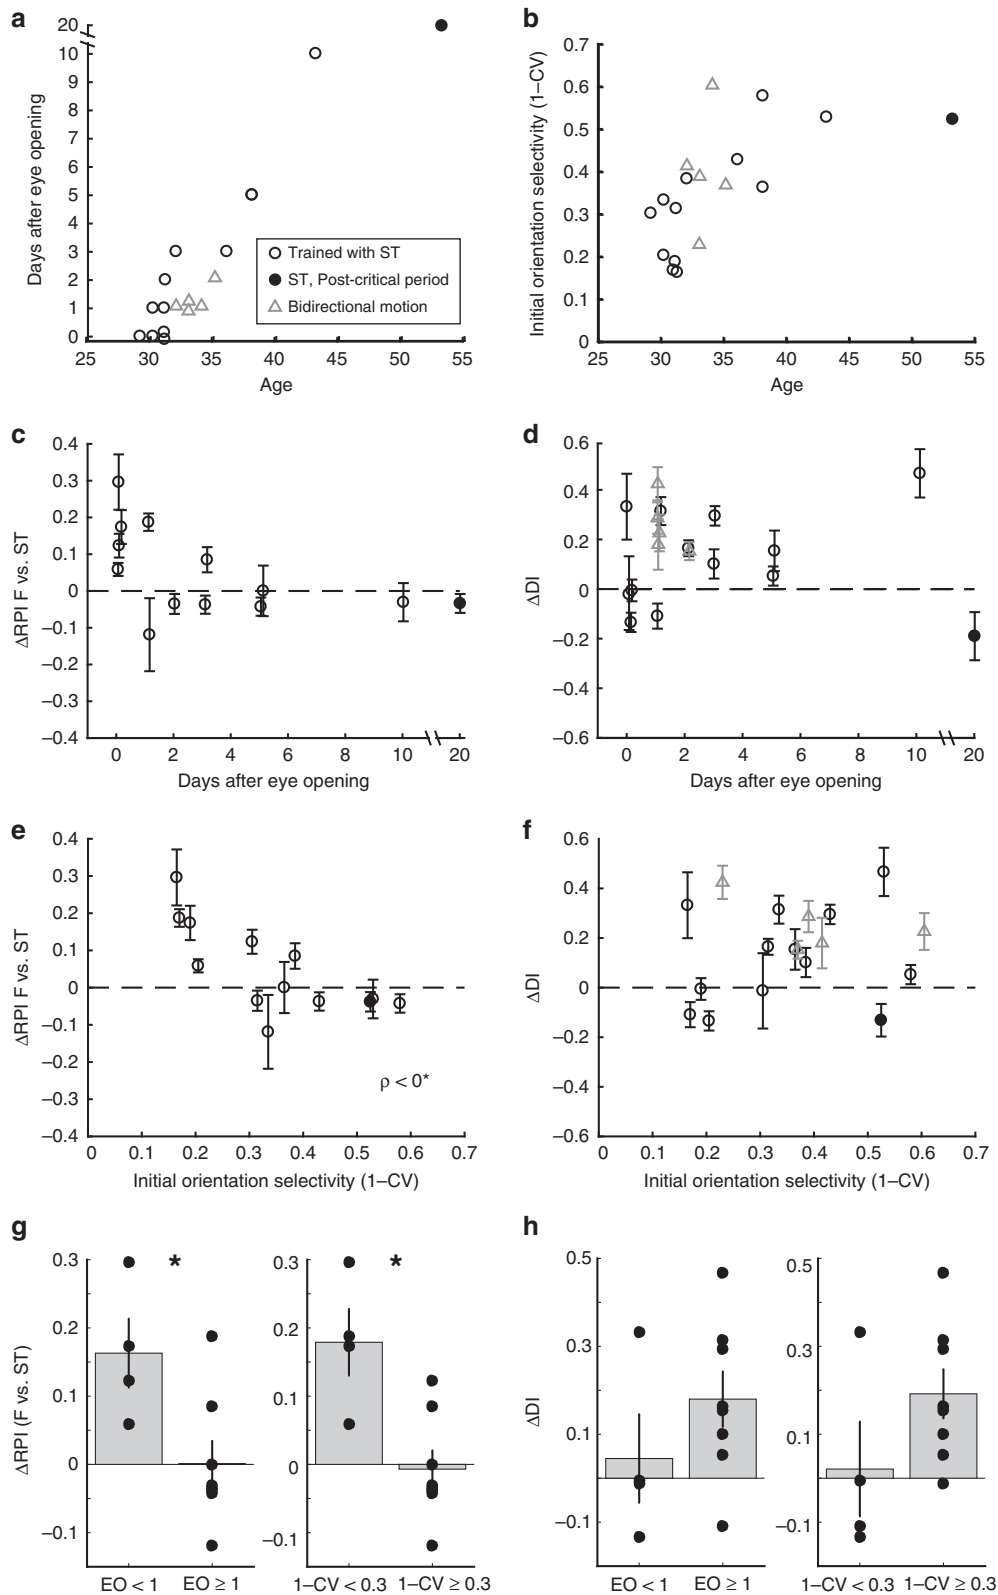 a
Days after eye opening
20
10
9
8
7
6
5
4
3
2
1
0
25 30 35 40 45 50 55
Age
Trained with ST
ST, Post-critical period
Bidirectional motion
b
Initial orientation selectivity (1–CV)
0.7
0.6
0.5
0.4
0.3
0.2
0.1
0
25 30 35 40 45 50 55
Age
c
ΔRPI F vs. ST
0.4
0.3
0.2
0.1
0
–0.1
–0.2
–0.3
–0.4
0 2 4 6 8 10 20
Days after eye opening
d
ΔDI
0.6
0.4
0.2
0
–0.2
–0.4
–0.6
0 2 4 6 8 10 20
Days after eye opening
e
ΔRPI F vs. ST
0.4
0.3
0.2
0.1
0
–0.1
–0.2
–0.3
–0.4
ρ < 0*
0 0.1 0.2 0.3 0.4 0.5 0.6 0.7
Initial orientation selectivity (1–CV)
f
ΔDI
0.6
0.4
0.2
0
–0.2
–0.4
–0.6
0 0.1 0.2 0.3 0.4 0.5 0.6 0.7
Initial orientation selectivity (1–CV)
g
ΔRPI (F vs. ST)
0.3
0.2
0.1
0
–0.1
*
EO < 1 EO ≥ 1
0.3
0.2
0.1
0
–0.1
*
1–CV < 0.3 1–CV ≥ 0.3
h
ΔDI
0.5
0.3
0.1
–0.1
EO < 1 EO ≥ 1
0.5
0.3
0.1
–0.1
1–CV < 0.3 1–CV ≥ 0.3